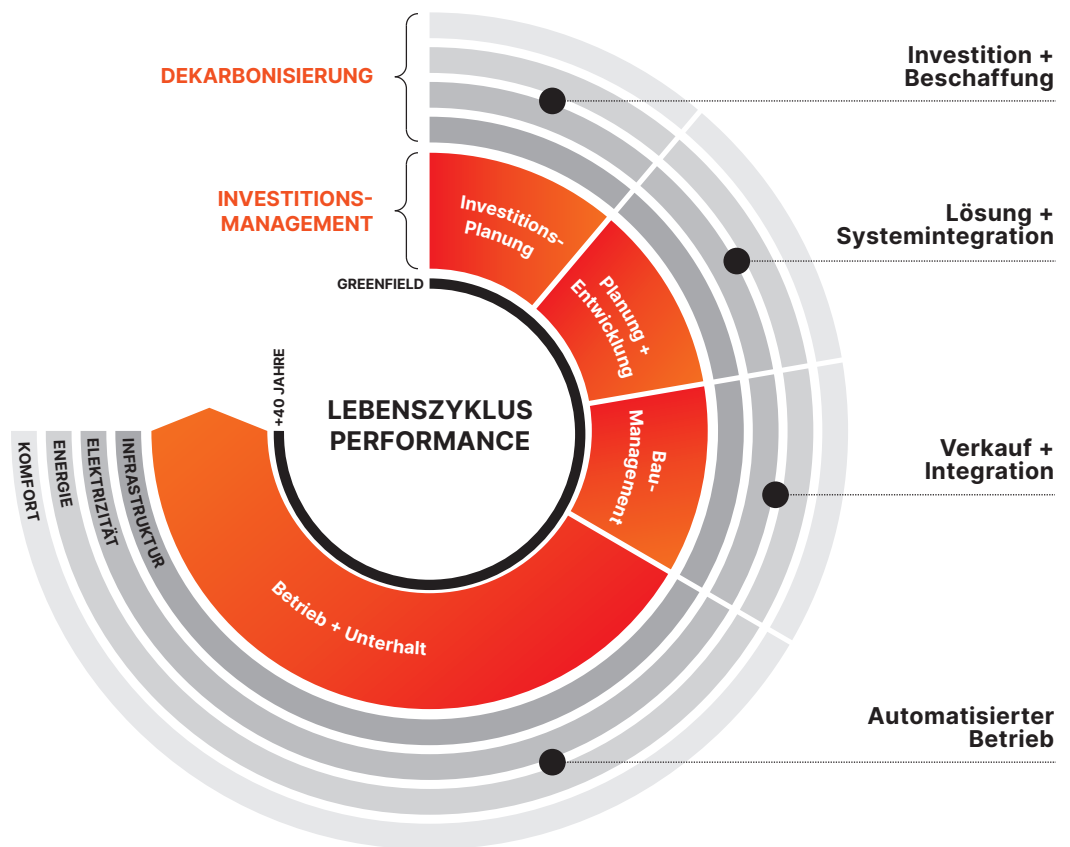 DEKARBONISIERUNG
INVESTITIONS-
MANAGEMENT
Investition +
Beschaffung
Lösung +
Systemintegration
Verkauf +
Integration
Automatisierter
Betrieb
Investitions-
Planung
Planung +
Entwicklung
Bau-
Management
Betrieb + Unterhalt
GREENFIELD
+40 JAHRE
LEBENSZYKLUS
PERFORMANCE
KOMFORT
ENERGIE
ELEKTRIZITÄT
INFRASTRUKTUR